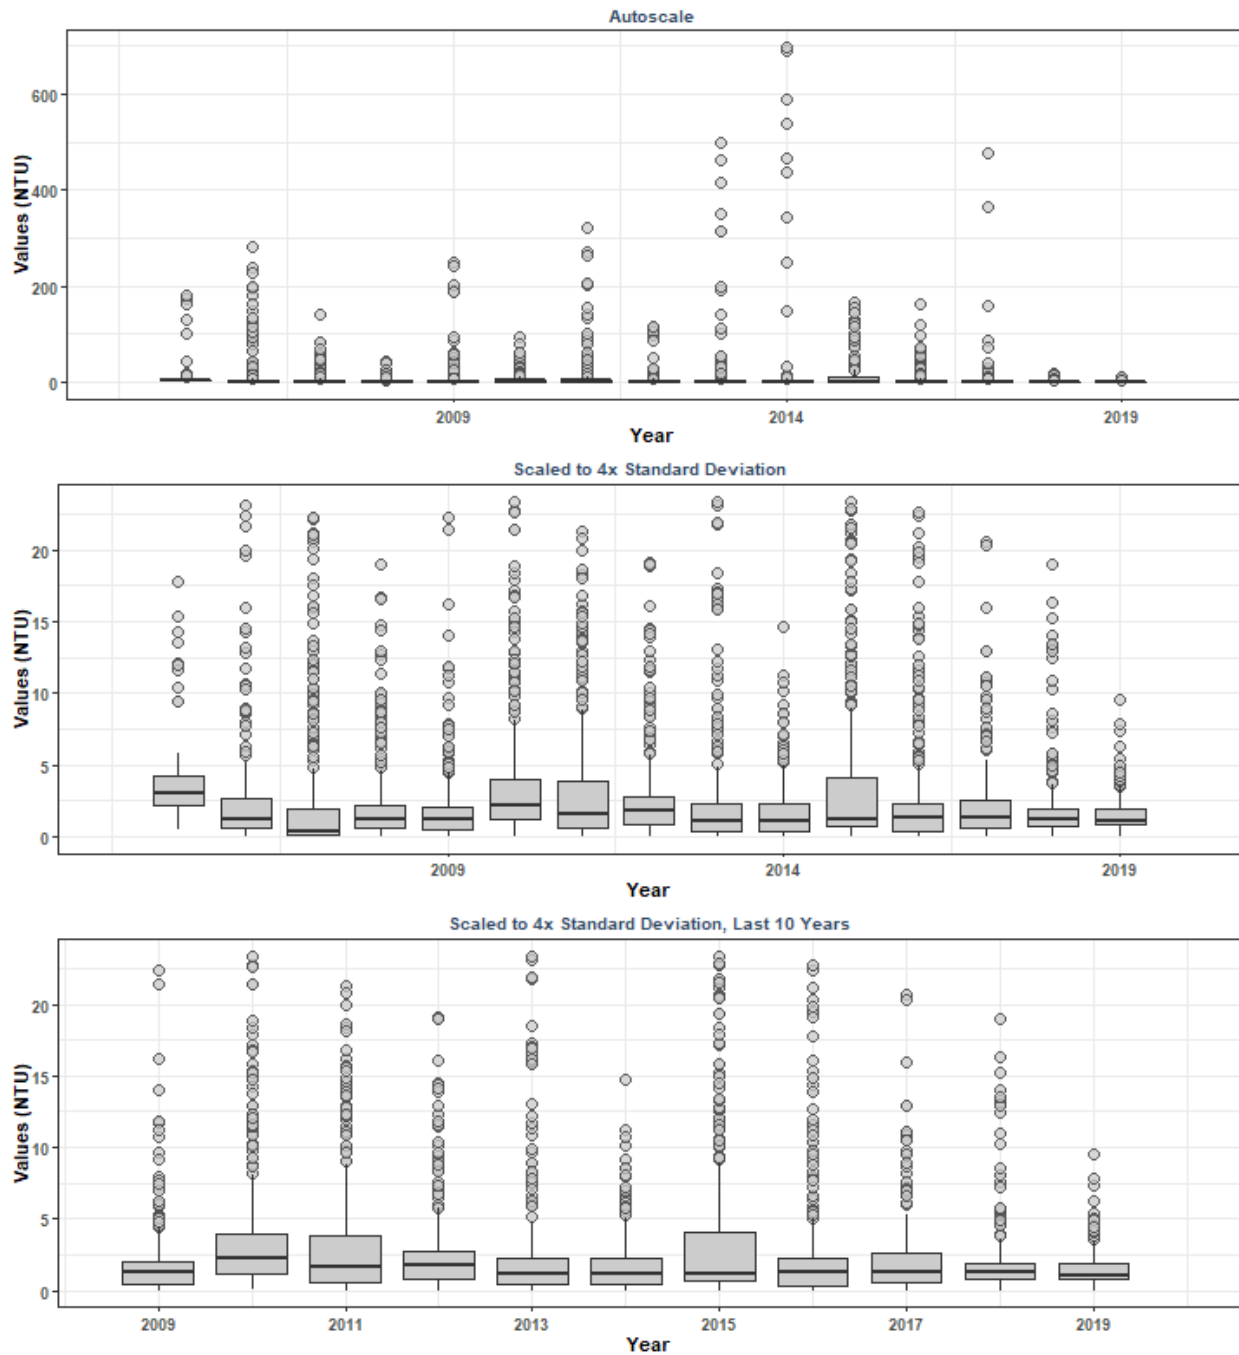 Autoscale
Values (NTU)
600
400
200
0
2009 2014 2019
Year
Scaled to 4x Standard Deviation
Values (NTU)
20
15
10
5
0
2009 2014 2019
Year
Scaled to 4x Standard Deviation, Last 10 Years
Values (NTU)
20
15
10
5
0
2009 2011 2013 2015 2017 2019
Year